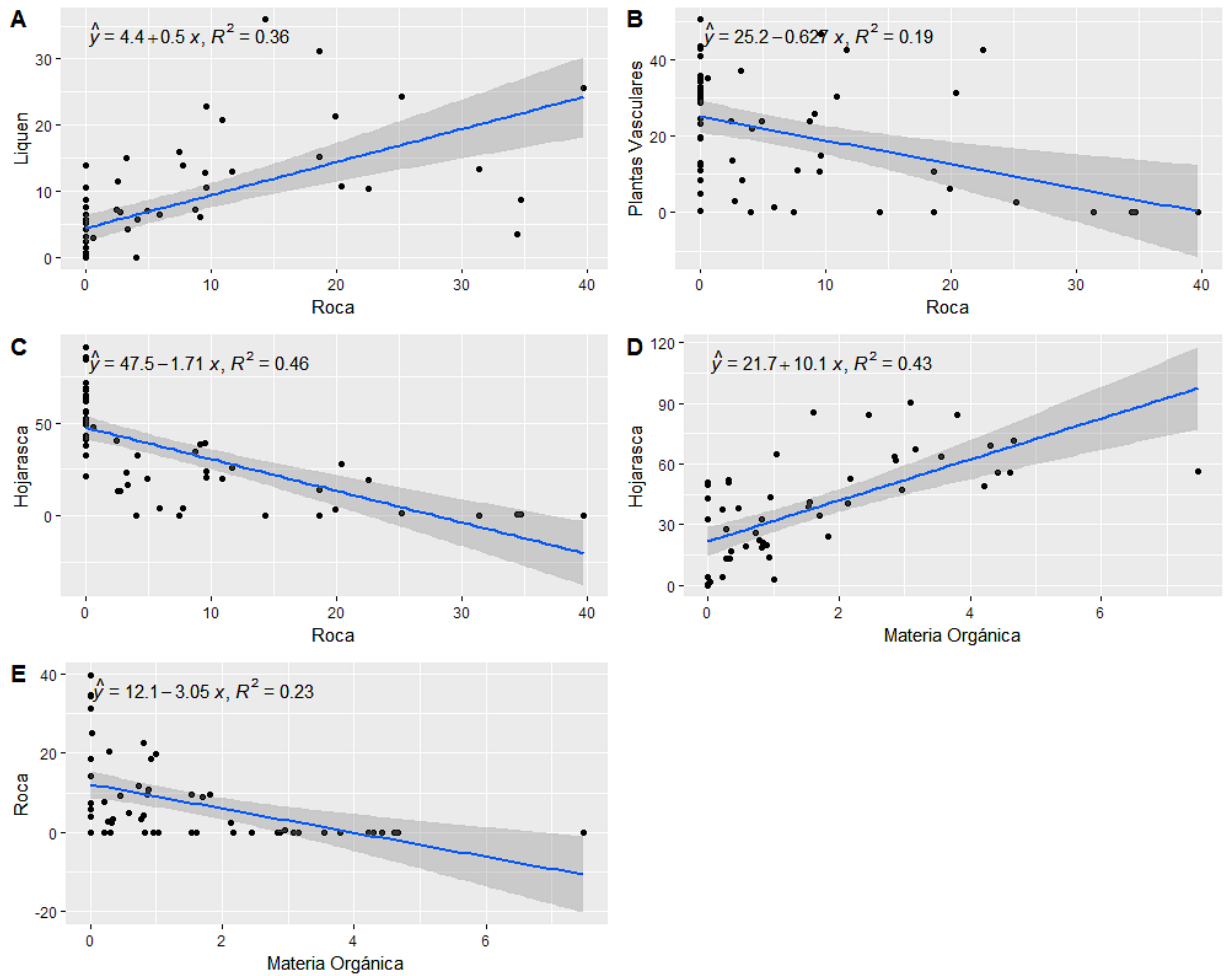 A
ŷ = 4.4 + 0.5 x, R² = 0.36
Liquen
30
20
10
0
0 10 20 30 40
Roca
B
ŷ = 25.2 − 0.627 x, R² = 0.19
Plantas Vasculares
40
20
0
0 10 20 30 40
Roca
C
ŷ = 47.5 − 1.71 x, R² = 0.46
Hojarasca
50
0
0 10 20 30 40
Roca
D
ŷ = 21.7 + 10.1 x, R² = 0.43
Hojarasca
120
90
60
30
0
0 2 4 6
Materia Orgánica
E
ŷ = 12.1 − 3.05 x, R² = 0.23
Roca
40
20
0
-20
0 2 4 6
Materia Orgánica